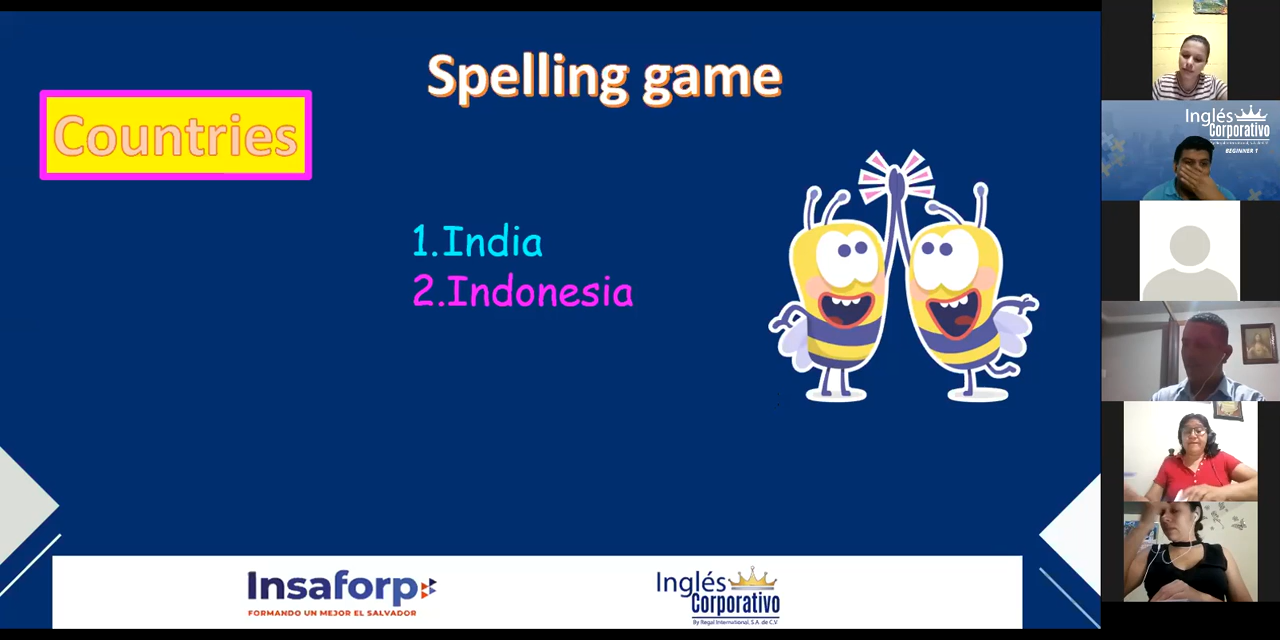 Spelling game
Countries
1.India
2.Indonesia
Insaforp
FORMANDO UN MEJOR EL SALVADOR
Inglés
Corporativo
By Regal International, S.A. de C.V
Inglés
Corporativo
BEGINNER 1